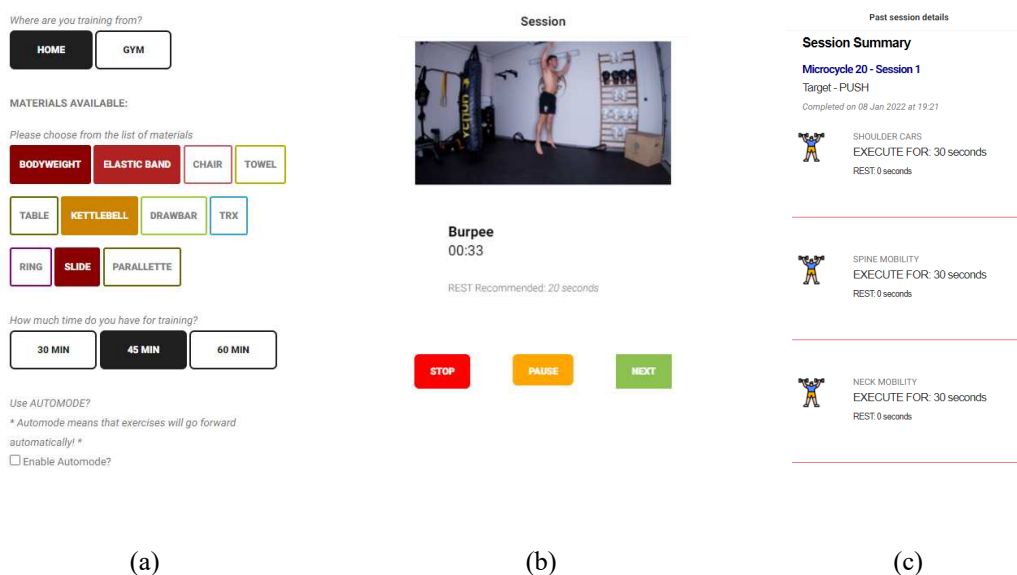 Where are you training from?
HOME GYM
MATERIALS AVAILABLE:
Please choose from the list of materials
BODYWEIGHT ELASTIC BAND CHAIR TOWEL
TABLE KETTLEBELL DRAWBAR TRX
RING SLIDE PARALLETTE
How much time do you have for training?
30 MIN 45 MIN 60 MIN
Use AUTOMODE?
* Automode means that exercises will go forward
automatically! *
Enable Automode?
(a)
Session
VENUM
Burpee
00:33
REST Recommended: 20 seconds
STOP PAUSE NEXT
(b)
Past session details
Session Summary
Microcycle 20 - Session 1
Target - PUSH
Completed on 08 Jan 2022 at 19:21
SHOULDER CARS
EXECUTE FOR: 30 seconds
REST: 0 seconds
SPINE MOBILITY
EXECUTE FOR: 30 seconds
REST: 0 seconds
NECK MOBILITY
EXECUTE FOR: 30 seconds
REST: 0 seconds
(c)